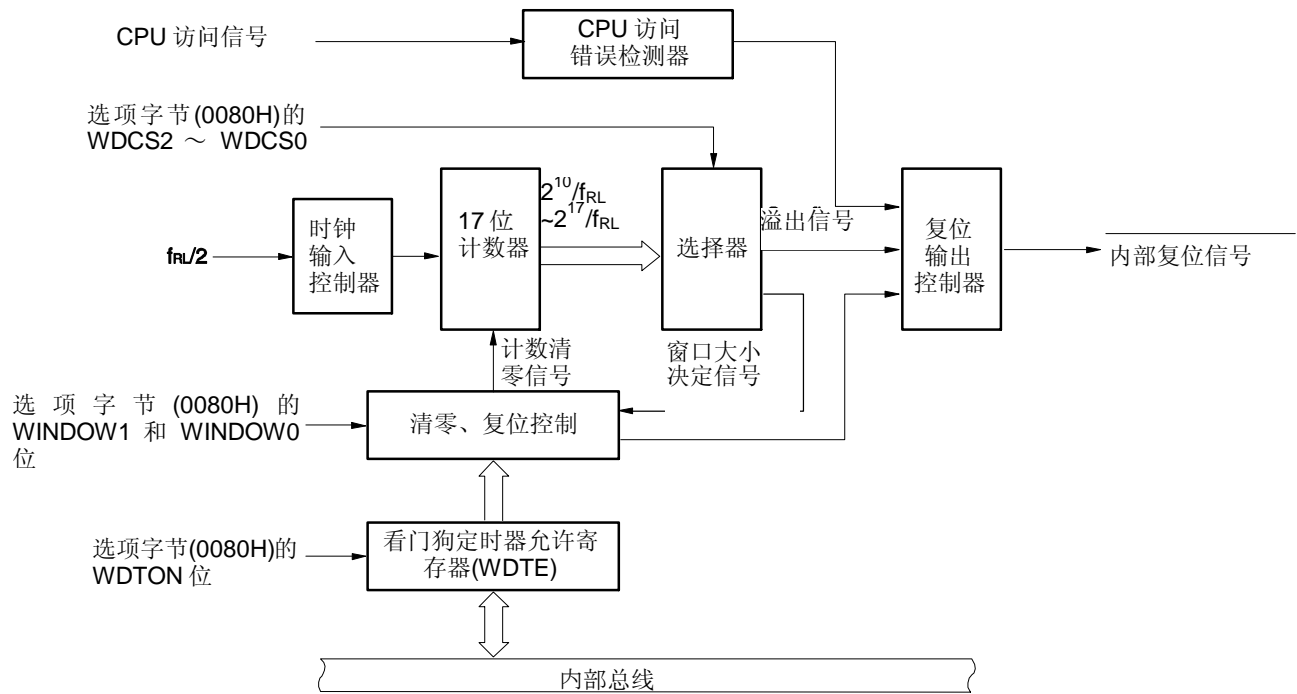 CPU 访问信号
CPU 访问
错误检测器
选项字节(0080H)的
WDCS2 ～ WDCS0
fRL/2
时钟
输入
控制器
17 位
计数器
2^10/fRL
~2^17/fRL
选择器
溢出信号
复位
输出
控制器
内部复位信号
计数清
零信号
窗口大小
决定信号
选项字节(0080H) 的
WINDOW1 和 WINDOW0
位
清零、复位控制
选项字节(0080H)的
WDTON 位
看门狗定时器允许寄
存器(WDTE)
内部总线